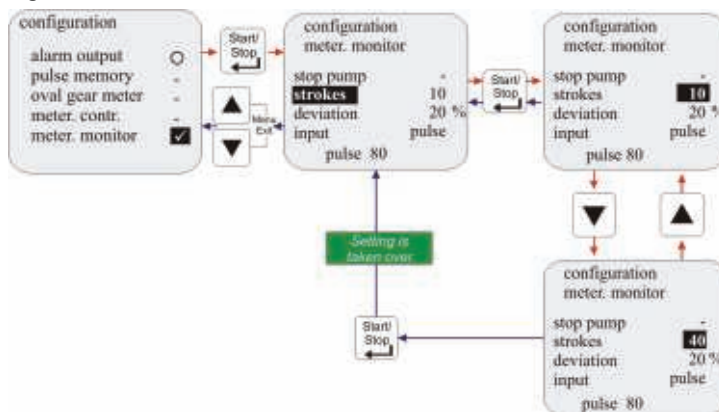 configuration
alarm output
pulse memory
oval gear meter
meter. contr.
meter. monitor
Start/
Stop
Menu
Exit
configuration
meter. monitor
stop pump -
strokes 10
deviation 20 %
input pulse
pulse 80
Start/
Stop
configuration
meter. monitor
stop pump -
strokes 10
deviation 20 %
input pulse
pulse 80
Setting is
taken over
Start/
Stop
configuration
meter. monitor
stop pump -
strokes 40
deviation 20 %
input pulse
pulse 80